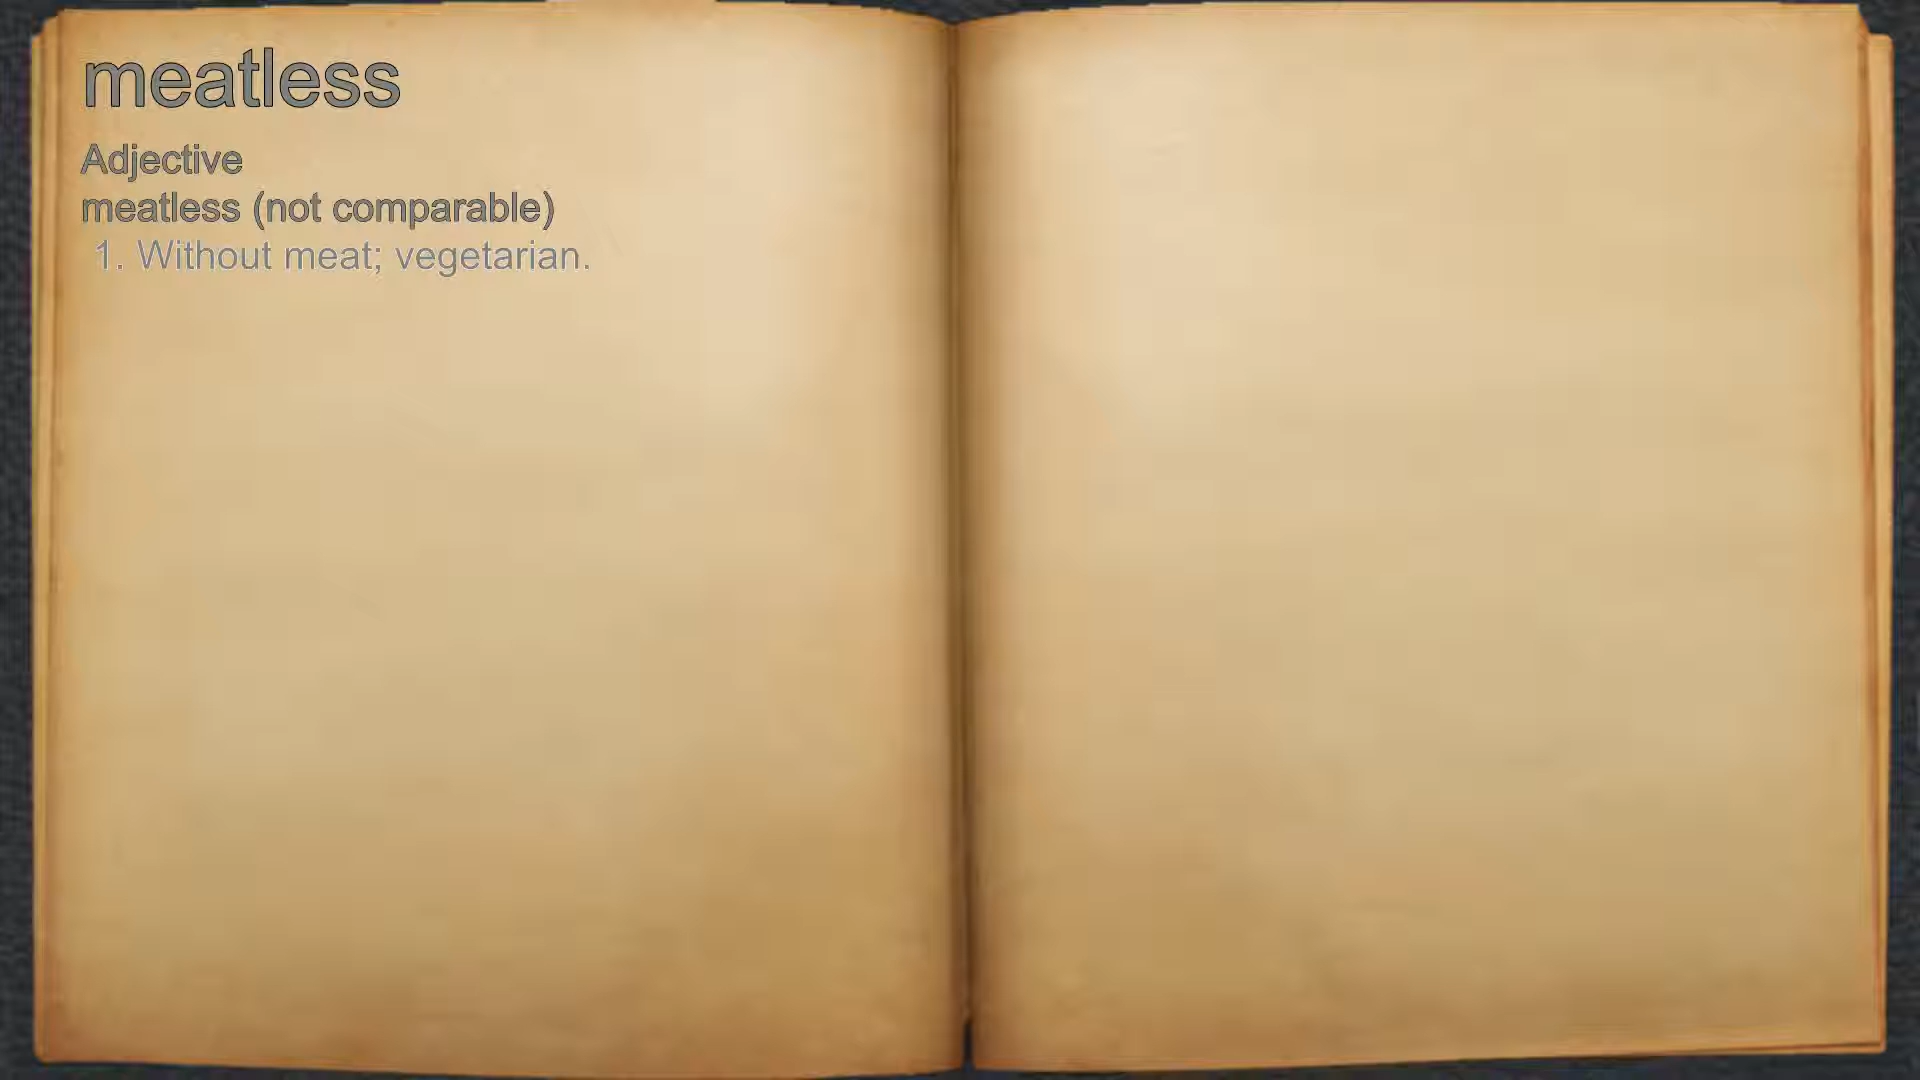 meatless
Adjective
meatless (not comparable)
1. Without meat; vegetarian.